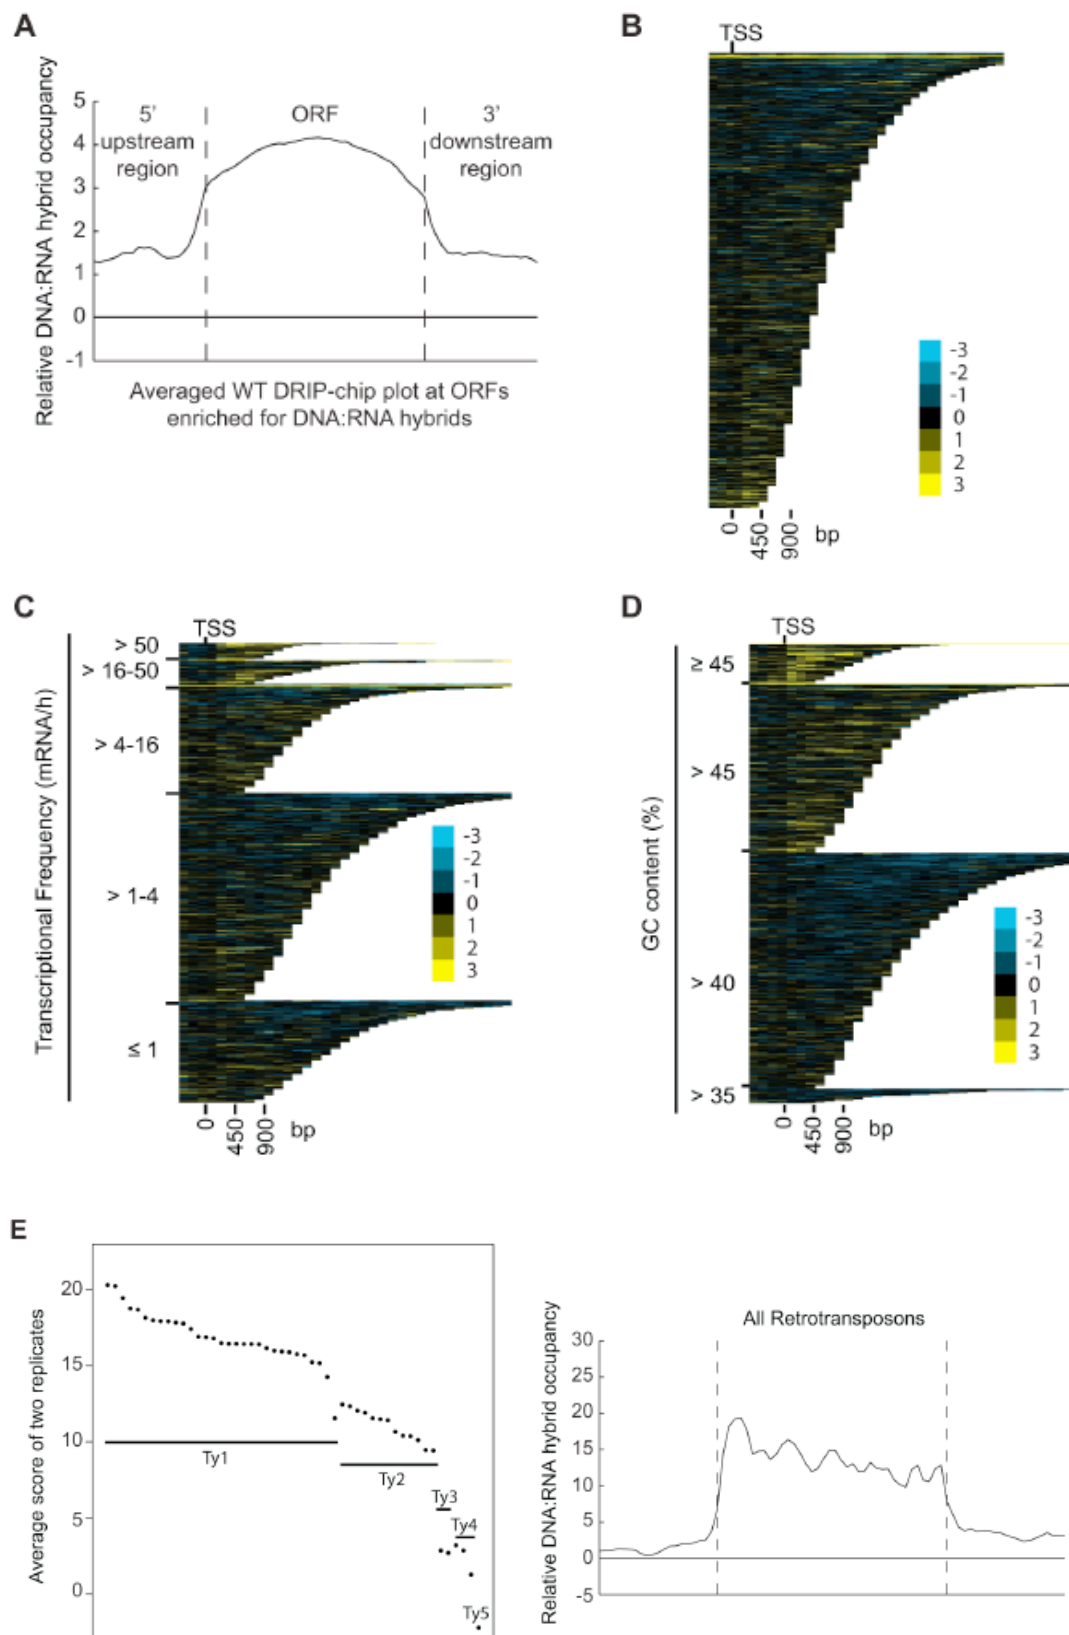 A
Relative DNA:RNA hybrid occupancy
5
4
3
2
1
0
-1
5'
upstream
region
ORF
3'
downstream
region
Averaged WT DRIP-chip plot at ORFs
enriched for DNA:RNA hybrids
B
TSS
-3
-2
-1
0
1
2
3
0
450
900
bp
C
TSS
Transcriptional Frequency (mRNA/h)
> 50
> 16-50
> 4-16
> 1-4
≤ 1
-3
-2
-1
0
1
2
3
0
450
900
bp
D
TSS
GC content (%)
≥ 45
> 45
> 40
> 35
-3
-2
-1
0
1
2
3
0
450
900
bp
E
Average score of two replicates
20
15
10
5
0
Ty1
Ty2
Ty3
Ty4
Ty5
All Retrotransposons
Relative DNA:RNA hybrid occupancy
30
25
20
15
10
5
0
-5